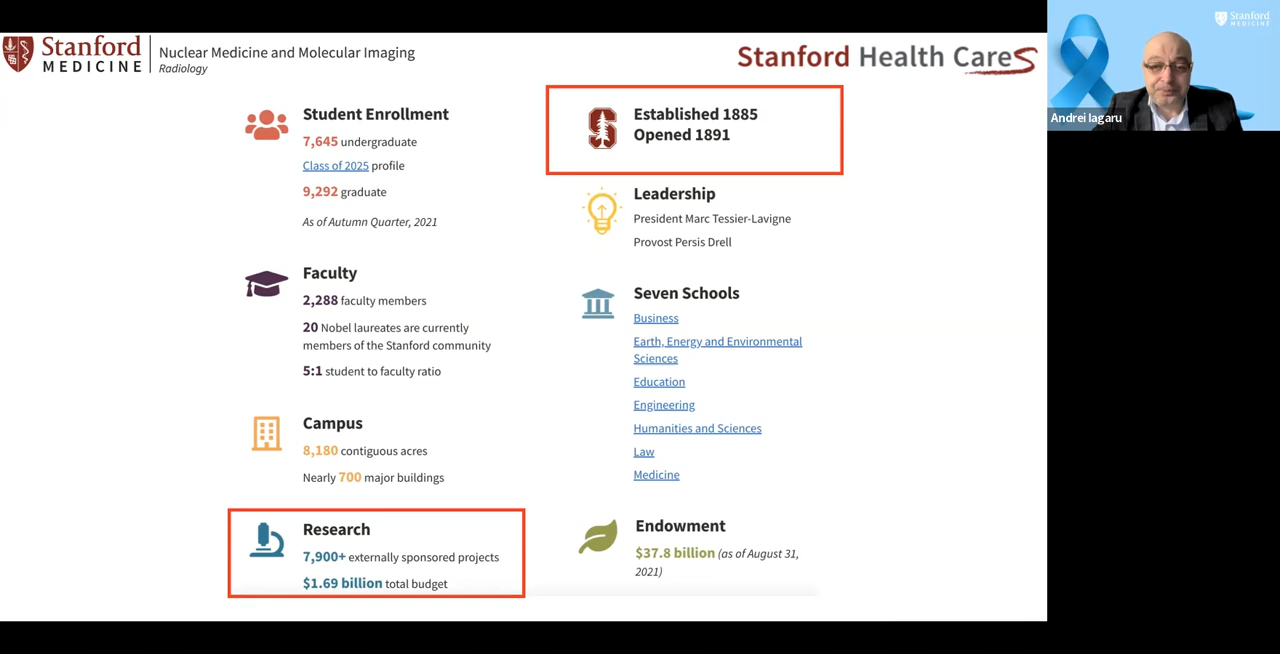 Stanford
MEDICINE
Nuclear Medicine and Molecular Imaging
Radiology
Stanford Health CareS
Student Enrollment
7,645 undergraduate
Class of 2025 profile
9,292 graduate
As of Autumn Quarter, 2021
Faculty
2,288 faculty members
20 Nobel laureates are currently
members of the Stanford community
5:1 student to faculty ratio
Campus
8,180 contiguous acres
Nearly 700 major buildings
Research
7,900+ externally sponsored projects
$1.69 billion total budget
S
Established 1885
Opened 1891
Leadership
President Marc Tessier-Lavigne
Provost Persis Drell
Seven Schools
Business
Earth, Energy and Environmental
Sciences
Education
Engineering
Humanities and Sciences
Law
Medicine
Endowment
$37.8 billion (as of August 31,
2021)
Stanford
MEDICINE
Andrei Iagaru